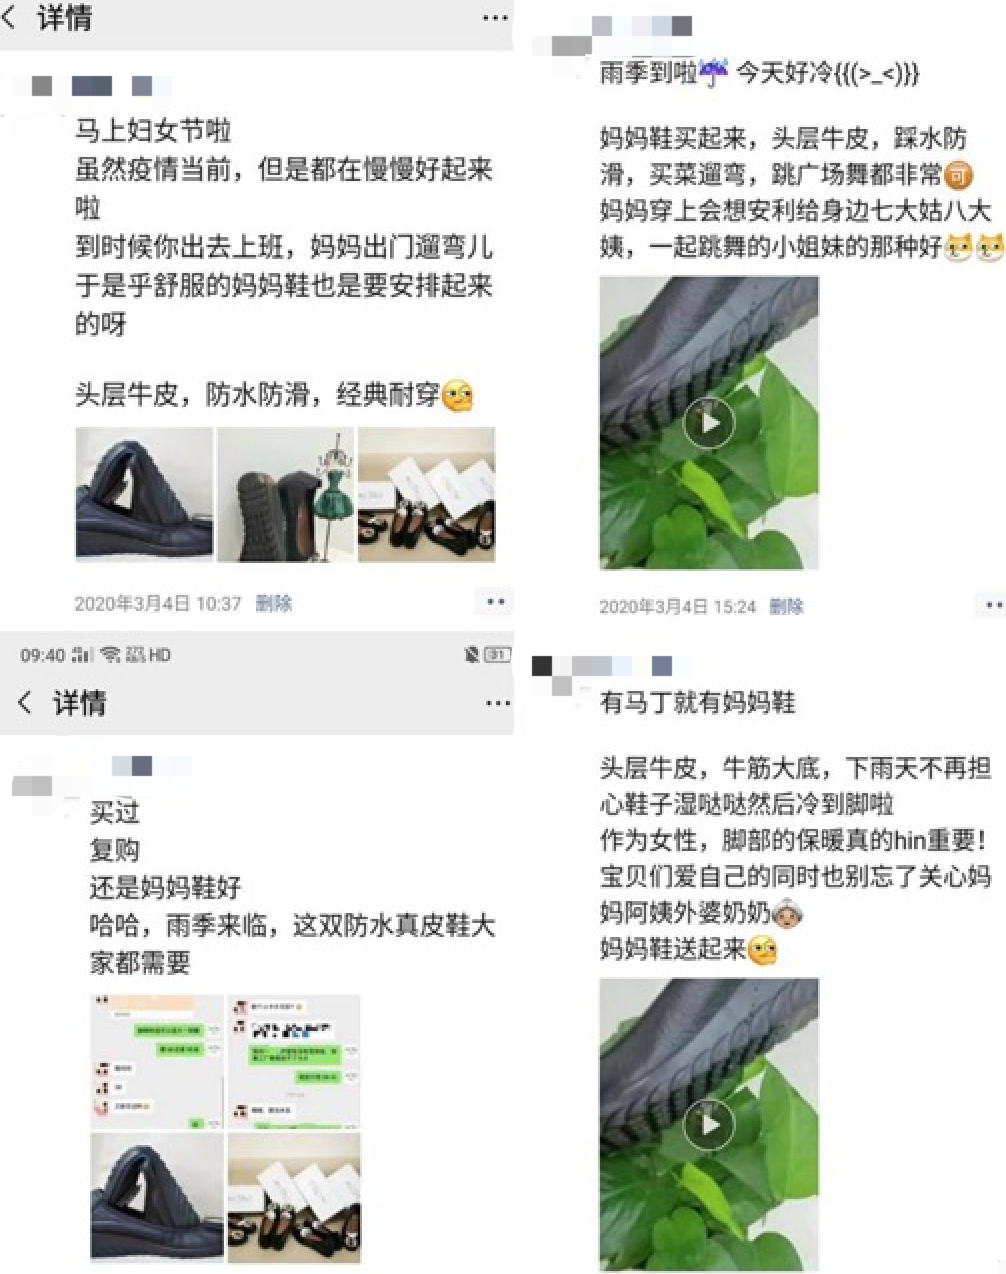 详情
马上妇女节啦
虽然疫情当前，但是都在慢慢好起来
啦
到时候你出去上班，妈妈出门遛弯儿
于是乎舒服的妈妈鞋也是要安排起来
的呀
头层牛皮，防水防滑，经典耐穿
2020年3月4日 10:37 删除
雨季到啦☔ 今天好冷{{{(>_<)}}}
妈妈鞋买起来，头层牛皮，踩水防
滑，买菜遛弯，跳广场舞都非常🉑
妈妈穿上会想安利给身边七大姑八大
姨，一起跳舞的小姐妹的那种好
2020年3月4日 15:24 删除
09:40 HD 31
详情
买过
复购
还是妈妈鞋好
哈哈，雨季来临，这双防水真皮鞋大
家都需要
有马丁就有妈妈鞋
头层牛皮，牛筋大底，下雨天不再担
心鞋子湿哒哒然后冷到脚啦
作为女性，脚部的保暖真的hin重要！
宝贝们爱自己的同时也别忘了关心妈
妈阿姨外婆奶奶
妈妈鞋送起来